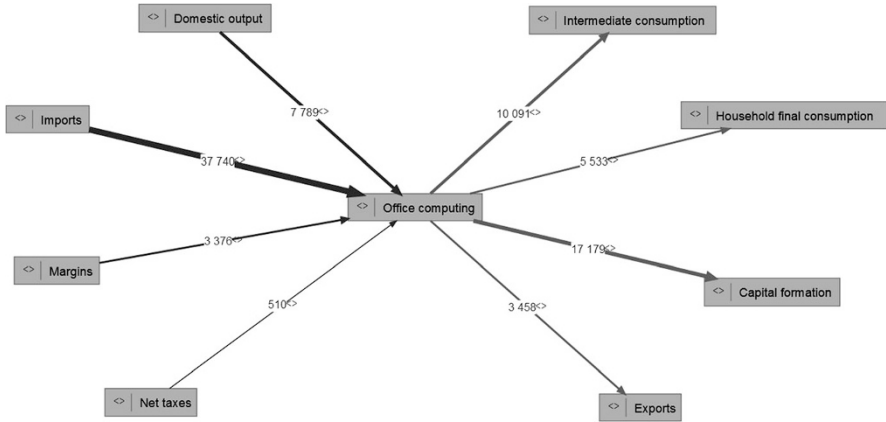 <> Domestic output
<> Intermediate consumption
7 789<>
10 091<>
<> Imports
<> Household final consumption
37 740<>
5 533<>
<> Office computing
3 376<>
17 179<>
<> Margins
<> Capital formation
510<>
3 458<>
<> Net taxes
<> Exports